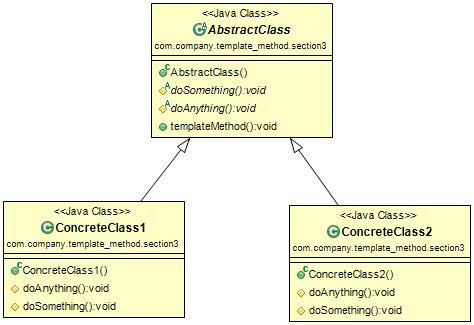 <<Java Class>>
AbstractClass
com.company.template_method.section3
AbstractClass()
doSomething():void
doAnything():void
templateMethod():void
<<Java Class>>
ConcreteClass1
com.company.template_method.section3
ConcreteClass1()
doAnything():void
doSomething():void
<<Java Class>>
ConcreteClass2
com.company.template_method.section3
ConcreteClass2()
doAnything():void
doSomething():void